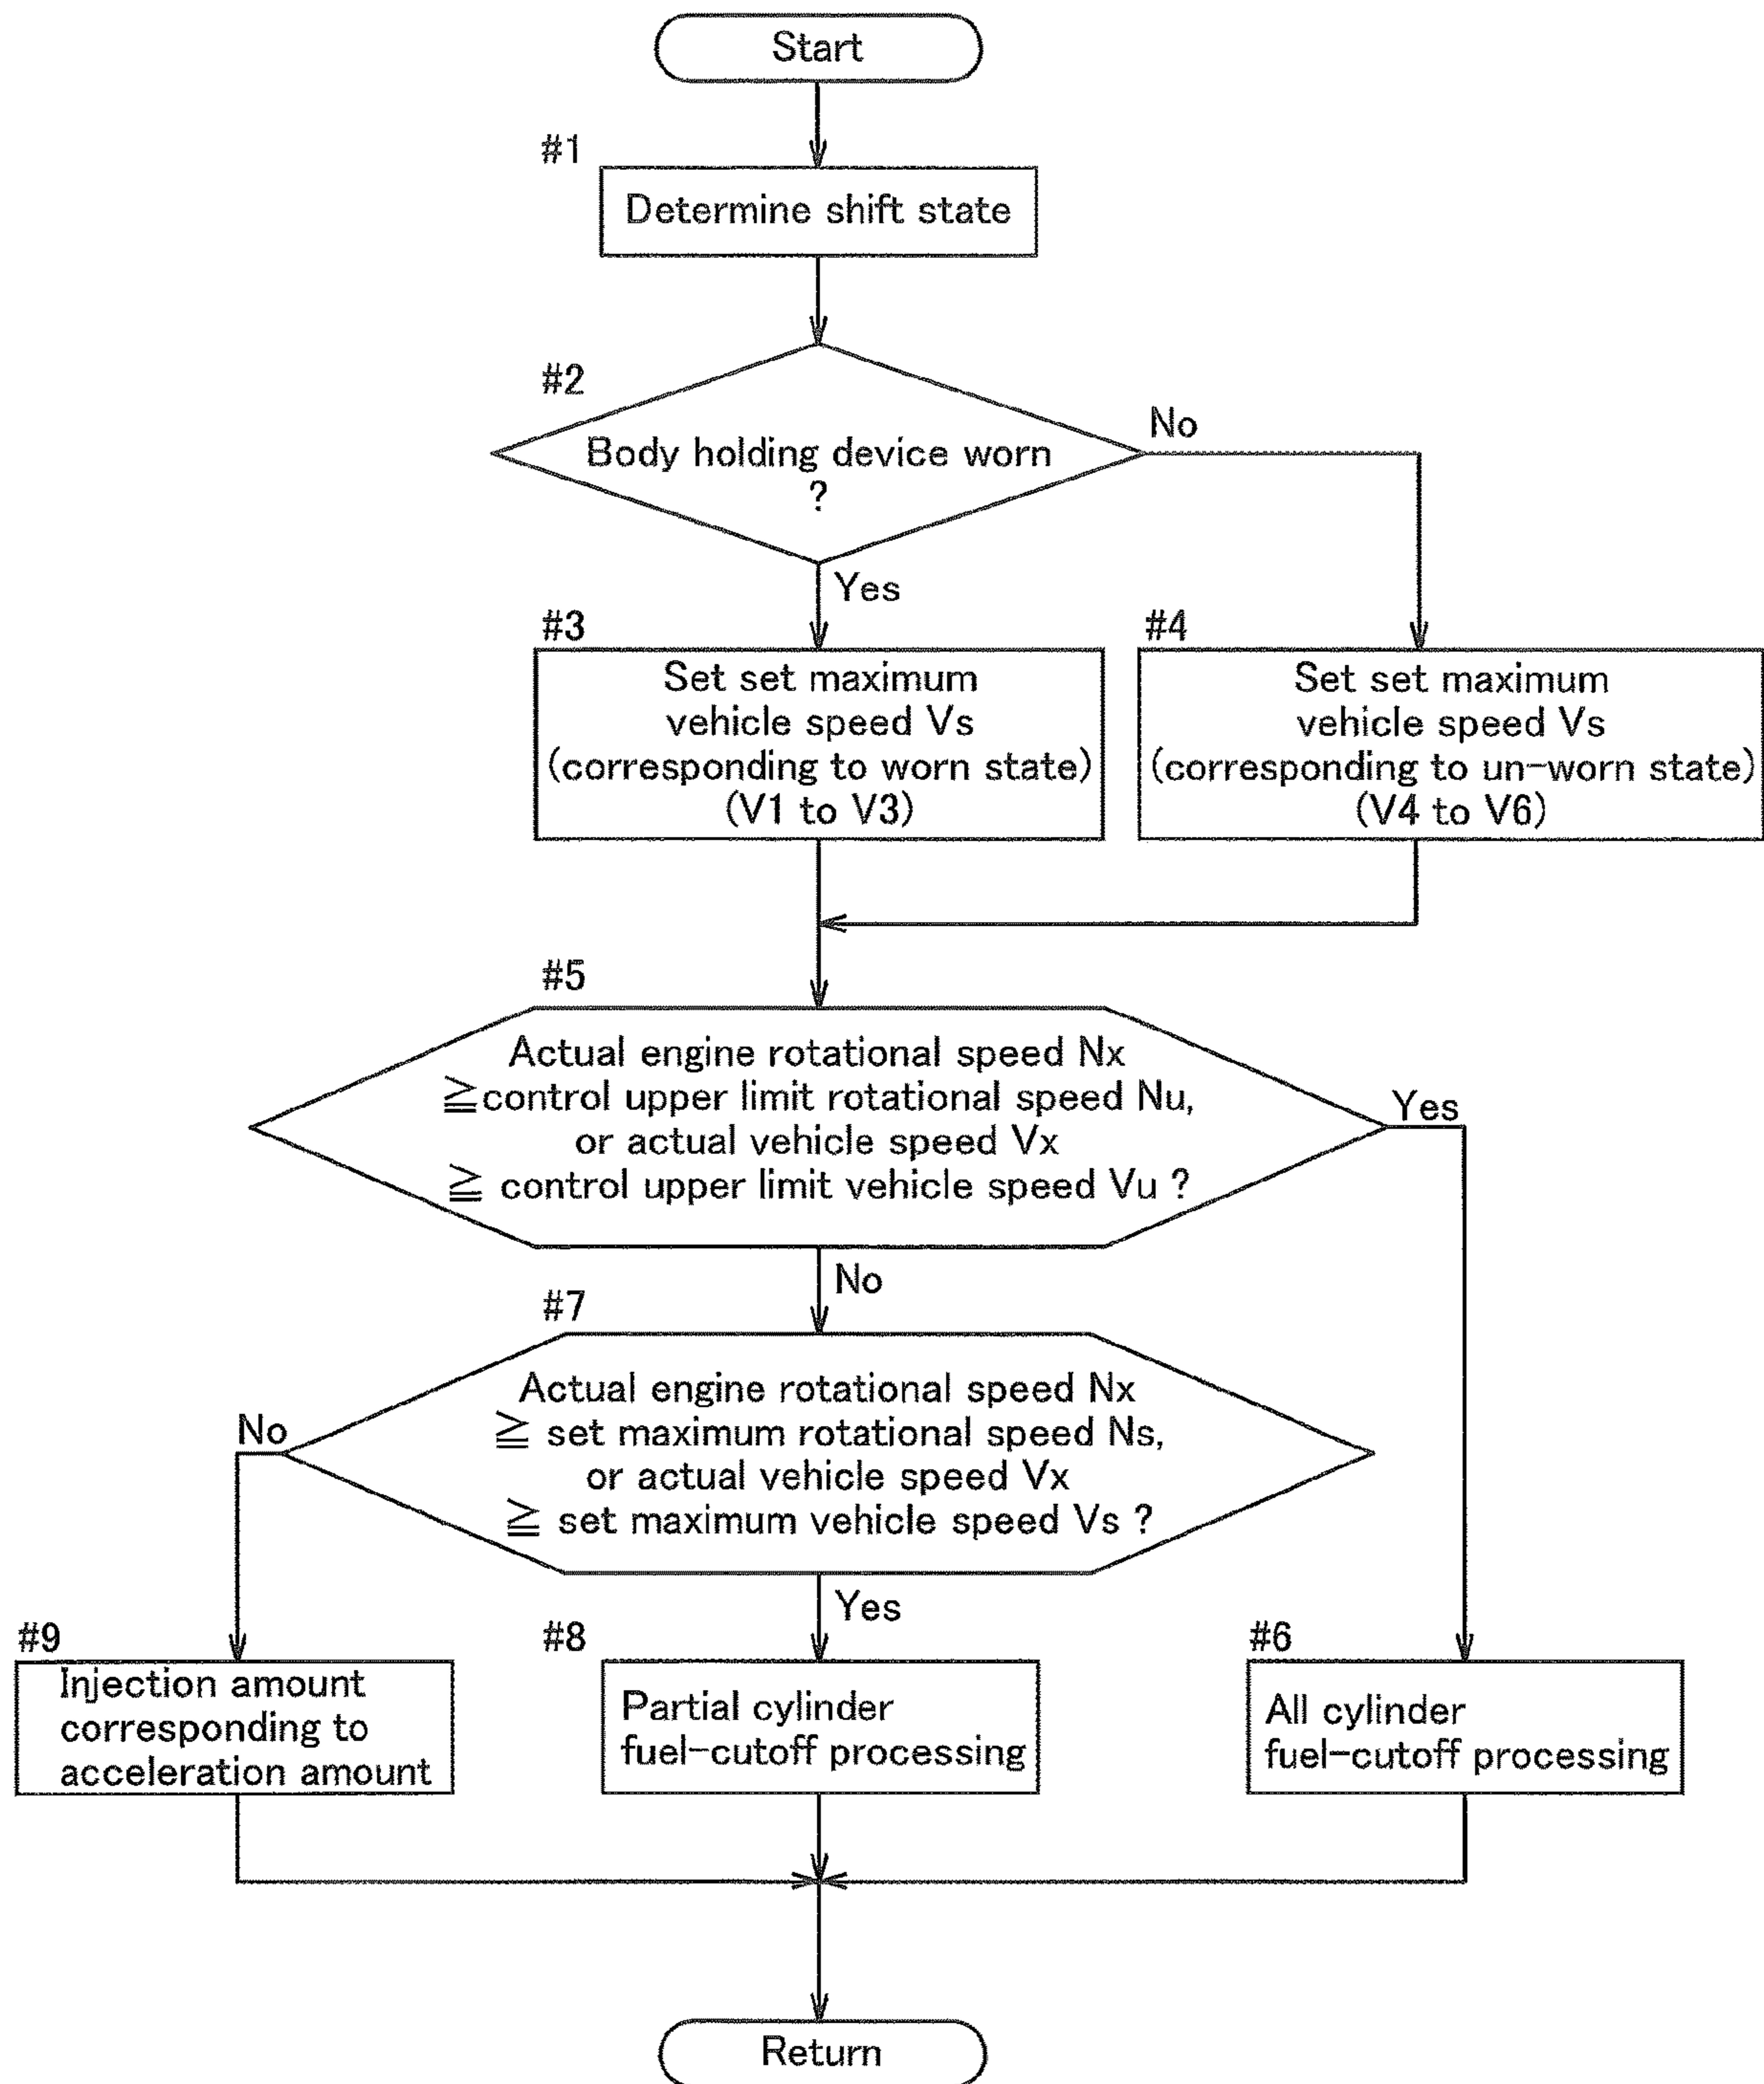 Start
#1
Determine shift state
#2
Body holding device worn
?
No
Yes
#3
Set set maximum
vehicle speed Vs
(corresponding to worn state)
(V1 to V3)
#4
Set set maximum
vehicle speed Vs
(corresponding to un-worn state)
(V4 to V6)
#5
Actual engine rotational speed Nx
≧control upper limit rotational speed Nu,
or actual vehicle speed Vx
≧ control upper limit vehicle speed Vu ?
Yes
No
#7
Actual engine rotational speed Nx
≧ set maximum rotational speed Ns,
or actual vehicle speed Vx
≧ set maximum vehicle speed Vs ?
No
Yes
#9
Injection amount
corresponding to
acceleration amount
#8
Partial cylinder
fuel-cutoff processing
#6
All cylinder
fuel-cutoff processing
Return